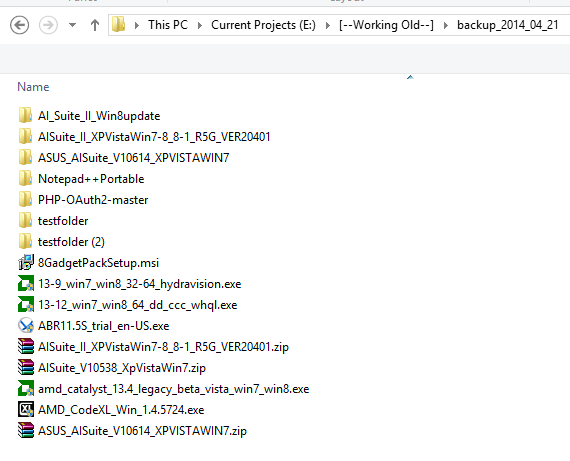 This PC Current Projects (E:) [--Working Old--] backup_2014_04_21
Name
AI_Suite_II_Win8update
AISuite_II_XPVistaWin7-8_8-1_R5G_VER20401
ASUS_AISuite_V10614_XPVISTAWIN7
Notepad++Portable
PHP-OAuth2-master
testfolder
testfolder (2)
8GadgetPackSetup.msi
13-9_win7_win8_32-64_hydravision.exe
13-12_win7_win8_64_dd_ccc_whql.exe
ABR11.5S_trial_en-US.exe
AISuite_II_XPVistaWin7-8_8-1_R5G_VER20401.zip
AISuite_V10538_XpVistaWin7.zip
amd_catalyst_13.4_legacy_beta_vista_win7_win8.exe
AMD_CodeXL_Win_1.4.5724.exe
ASUS_AISuite_V10614_XPVISTAWIN7.zip